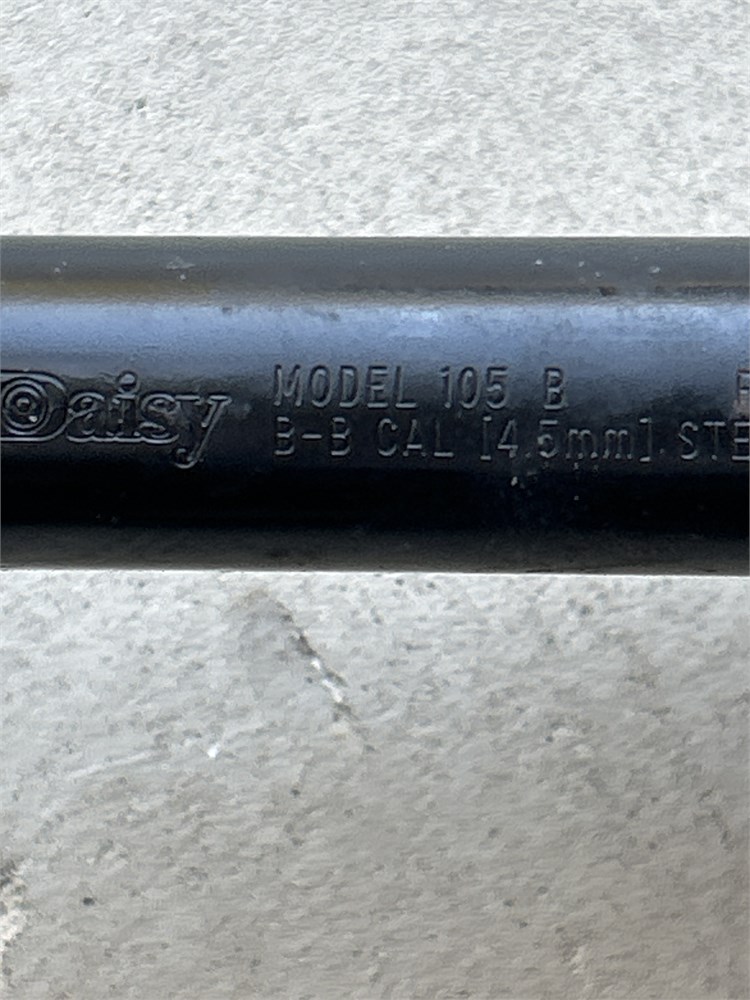 Daisy MODEL 105 B
B-B CAL [4.5mm]. STE